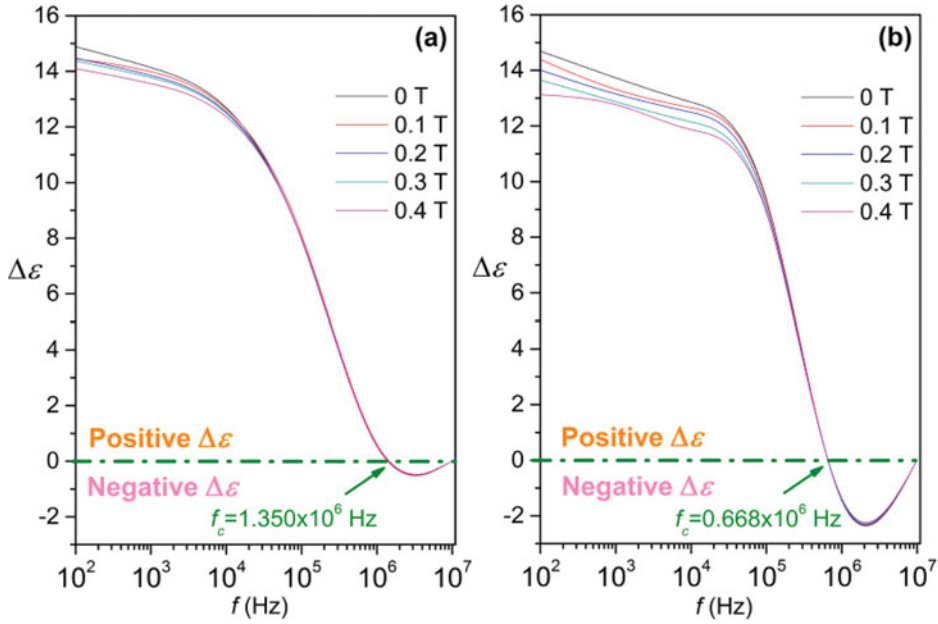 (a)
16
14
12
10
8
6
4
2
0
-2
Δε
0 T
0.1 T
0.2 T
0.3 T
0.4 T
Positive Δε
Negative Δε
f_c=1.350x10^6 Hz
10^2 10^3 10^4 10^5 10^6 10^7
f (Hz)
(b)
16
14
12
10
8
6
4
2
0
-2
Δε
0 T
0.1 T
0.2 T
0.3 T
0.4 T
Positive Δε
Negative Δε
f_c=0.668x10^6 Hz
10^2 10^3 10^4 10^5 10^6 10^7
f (Hz)